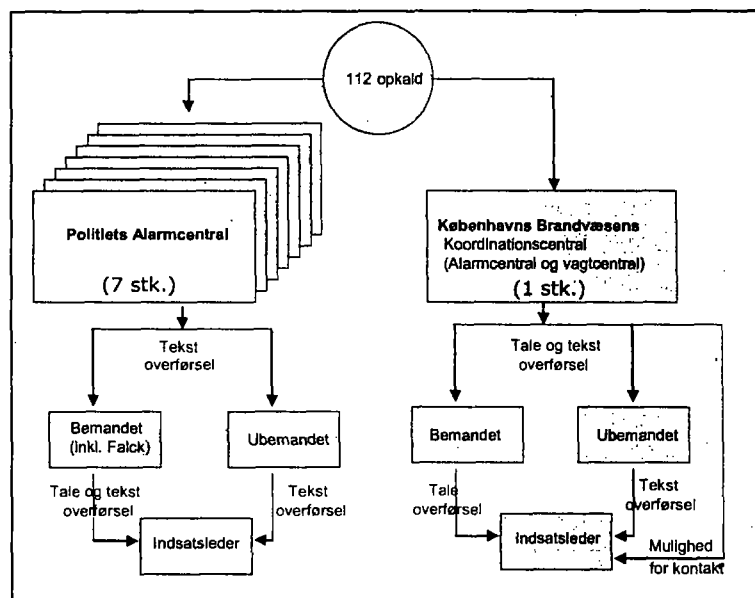 112 opkald
Politiets Alarmcentral
(7 stk.)
Københavns Brandvæsens
Koordinationscentral
(Alarmcentral og vagtcentral)
(1 stk.)
Tekst
overførsel
Tale og tekst
overførsel
Bemandet
(inkl. Falck)
Ubemandet
Bemandet
Ubemandet
Tale og tekst
overførsel
Tekst
overførsel
Tale
overførsel
Tekst
overførsel
Indsatsleder
Indsatsleder
Mulighed
for kontakt